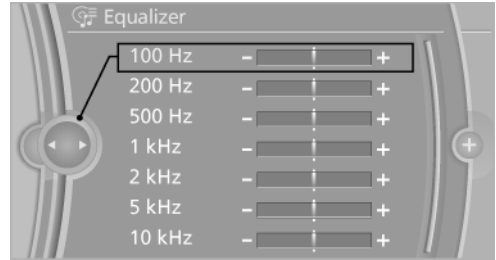 Equalizer
100 Hz - +
200 Hz - +
500 Hz - +
1 kHz - +
2 kHz - +
5 kHz - +
10 kHz - +
+